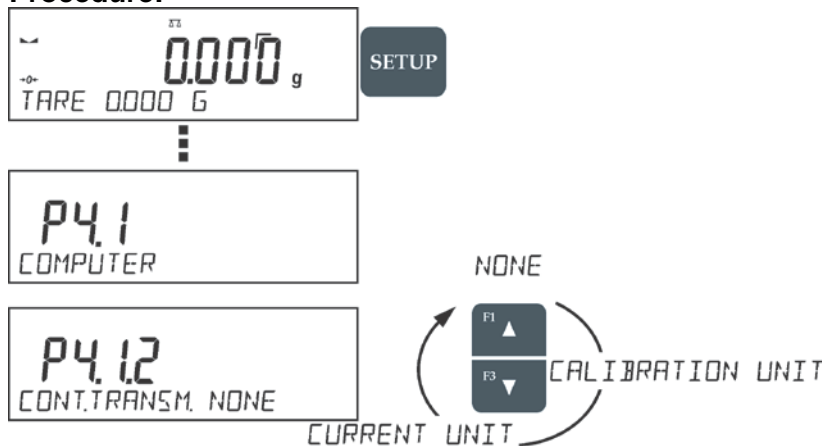 Procedure:
0.000 g
TARE 0.000 G
SETUP
P4.1
COMPUTER
NONE
P4.1.2
CONT.TRANSM. NONE
F1
F3
CALIBRATION UNIT
CURRENT UNIT